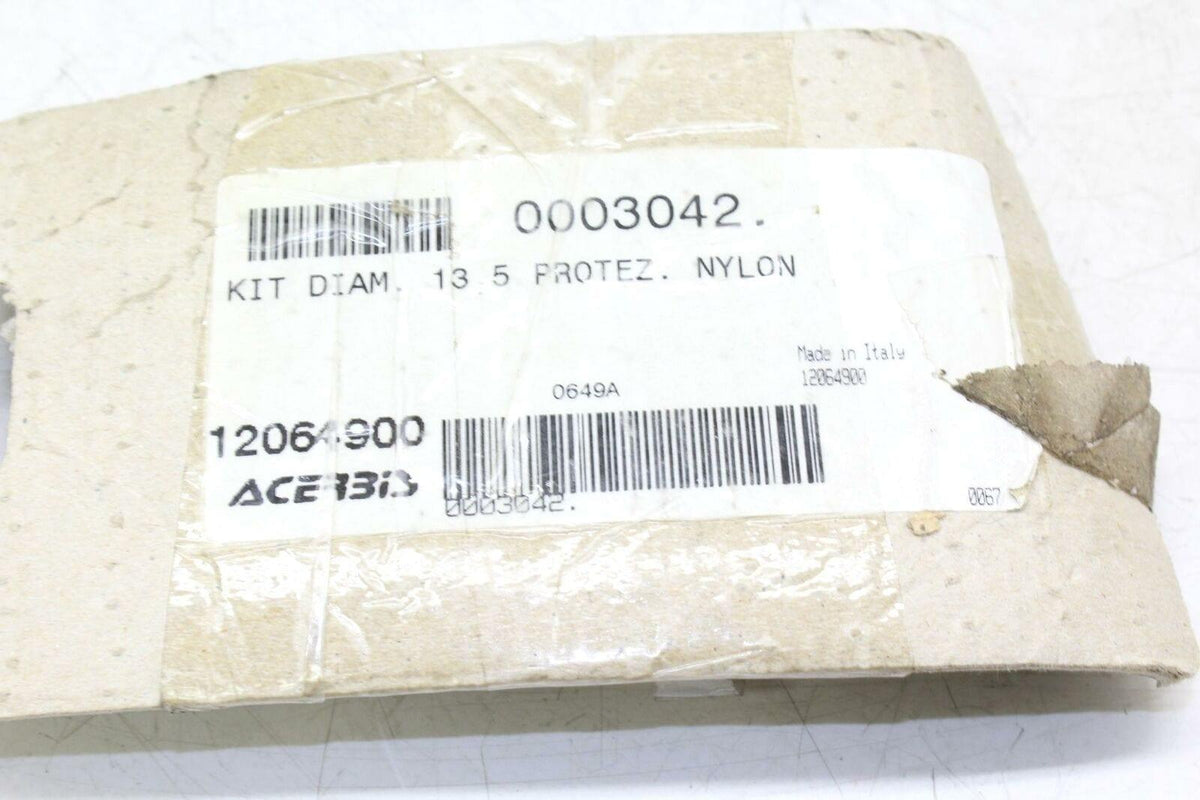 0003042.
KIT DIAM. 13.5 PROTEZ. NYLON
Made in Italy
12064900
0649A
12064900
ACERBIS
0003042.
0067